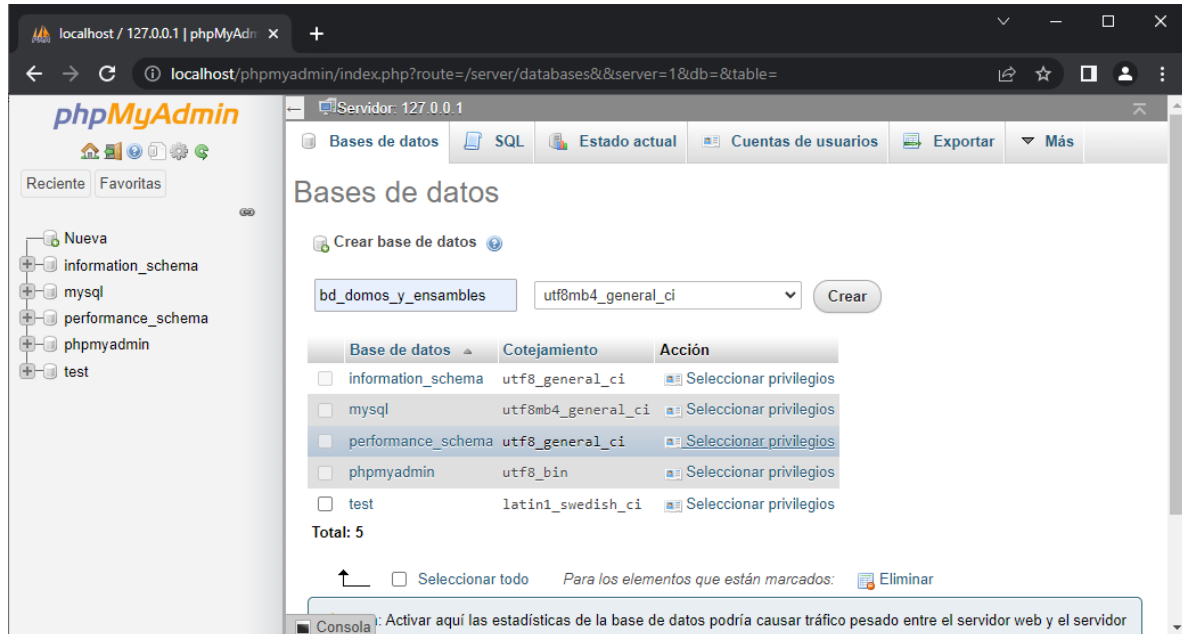 localhost / 127.0.0.1 | phpMyAdm
localhost/phpmyadmin/index.php?route=/server/databases&&server=1&db=&table=
phpMyAdmin
Reciente Favoritas
Nueva
information_schema
mysql
performance_schema
phpmyadmin
test
Servidor: 127.0.0.1
Bases de datos SQL Estado actual Cuentas de usuarios Exportar Más
Bases de datos
Crear base de datos
bd_domos_y_ensambles utf8mb4_general_ci Crear
Base de datos Cotejamiento Acción
information_schema utf8_general_ci Seleccionar privilegios
mysql utf8mb4_general_ci Seleccionar privilegios
performance_schema utf8_general_ci Seleccionar privilegios
phpmyadmin utf8_bin Seleccionar privilegios
test latin1_swedish_ci Seleccionar privilegios
Total: 5
Seleccionar todo Para los elementos que están marcados: Eliminar
Consola : Activar aquí las estadísticas de la base de datos podría causar tráfico pesado entre el servidor web y el servidor